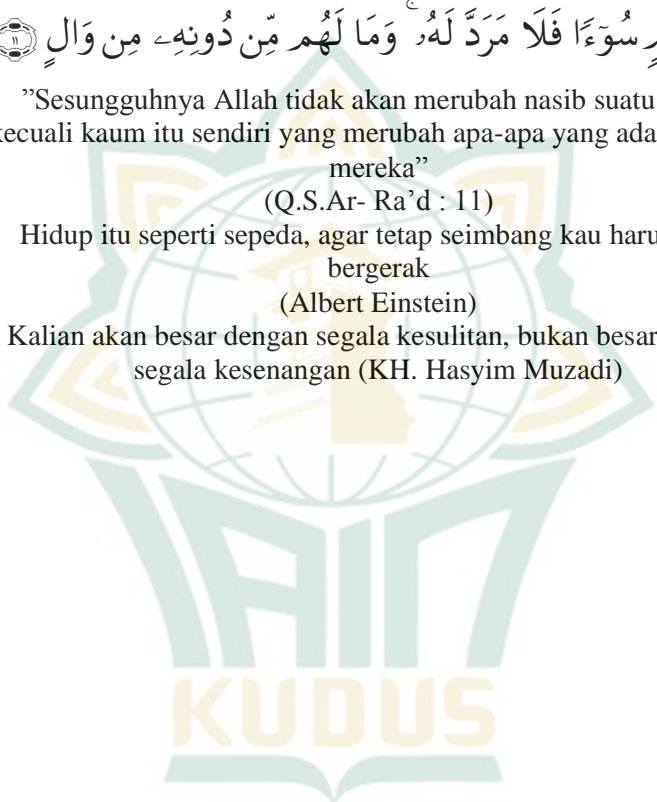 سُوٓءًا فَلَا مَرَدَّ لَهُۥ ۚ وَمَا لَهُم مِّن دُونِهِۦ مِن وَالٍ ۝١١
”Sesungguhnya Allah tidak akan merubah nasib suatu
kecuali kaum itu sendiri yang merubah apa-apa yang ada
mereka”
(Q.S.Ar- Ra’d : 11)
Hidup itu seperti sepeda, agar tetap seimbang kau haru
bergerak
(Albert Einstein)
Kalian akan besar dengan segala kesulitan, bukan besar
segala kesenangan (KH. Hasyim Muzadi)
IAIN
KUDUS